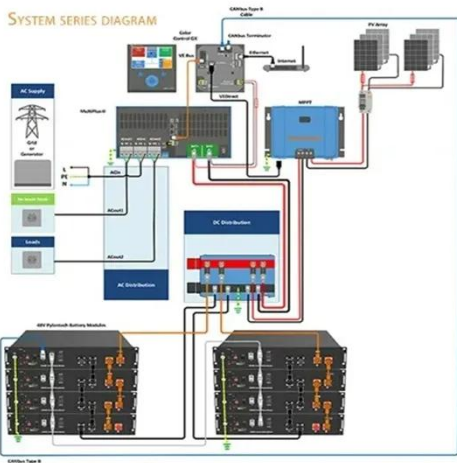 SYSTEM SERIES DIAGRAM
CANbus Type B
Cable
Color
Control GX
CANbus Terminator
PV Array
VE Bus
Ethernet
Internet
AC Supply
VEDirect
MultiPlus-II
MPPT
Grid
or
Generator
L
PE
N
ACin
ACout1
DC Distribution
Loads
ACout2
AC Distribution
48V Pylontech Battery Modules
CANbus Type B